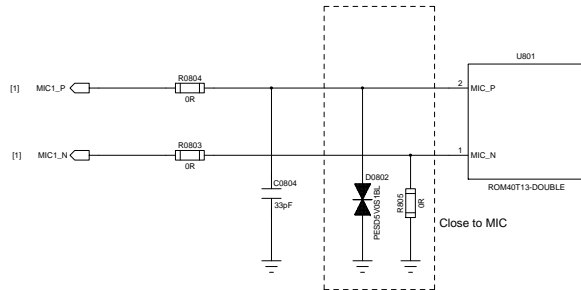 U801
R0804
[1] MIC1_P
2 MIC_P
0R
R0803
[1] MIC1_N
1 MIC_N
0R
D0802
C0804
ROM40T13-DOUBLE
33pF
PESD5V0S1BL
R805
0R
Close to MIC